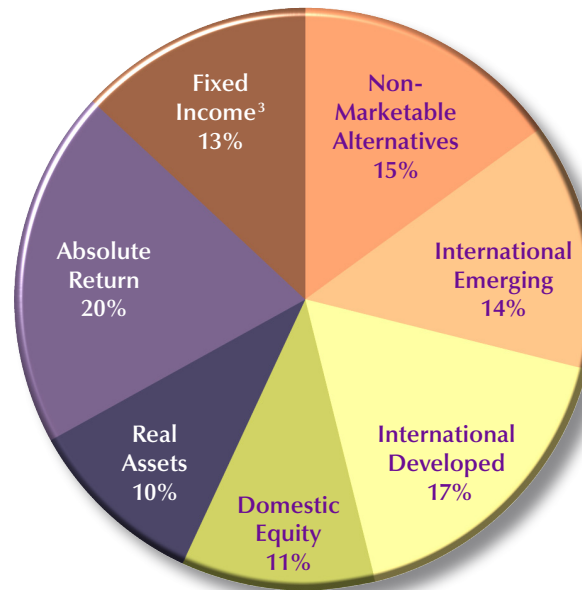 Fixed
Income³
13%
Non-
Marketable
Alternatives
15%
International
Emerging
14%
International
Developed
17%
Domestic
Equity
11%
Real
Assets
10%
Absolute
Return
20%